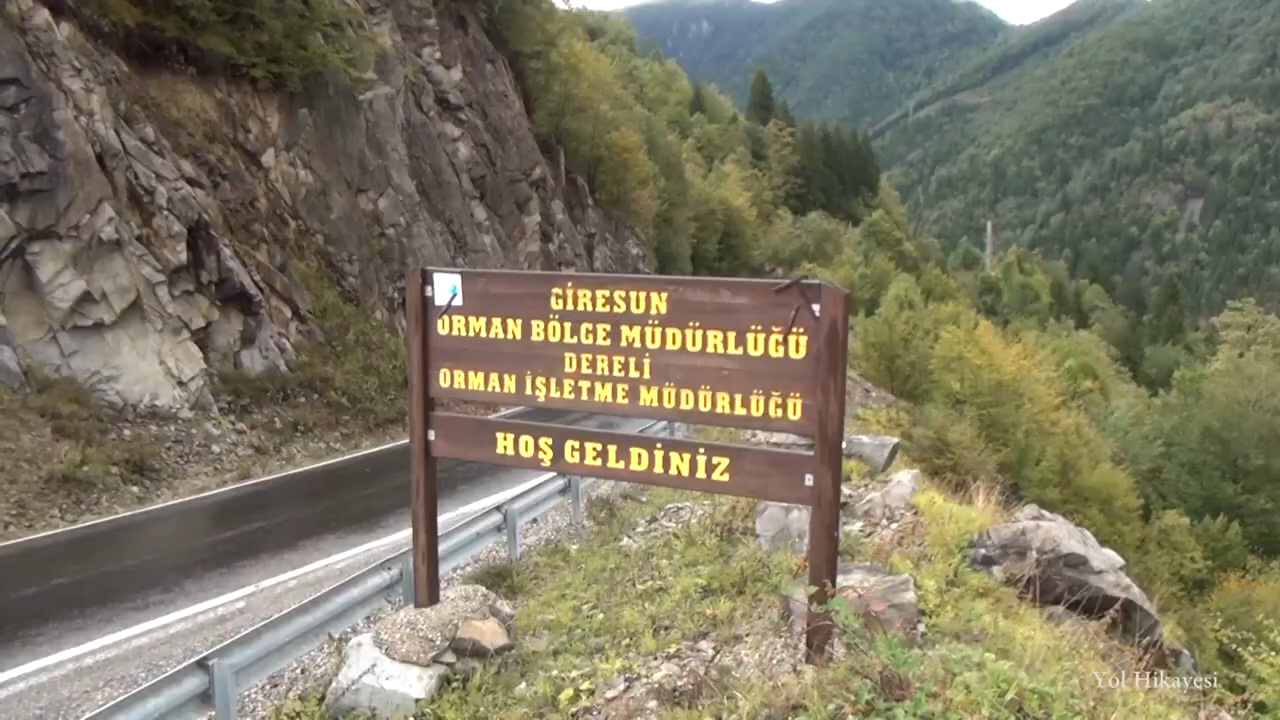 GİRESUN
ORMAN BÖLGE MÜDÜRLÜĞÜ
DERELİ
ORMAN İŞLETME MÜDÜRLÜĞÜ
HOŞ GELDİNİZ
Yol Hikayesi